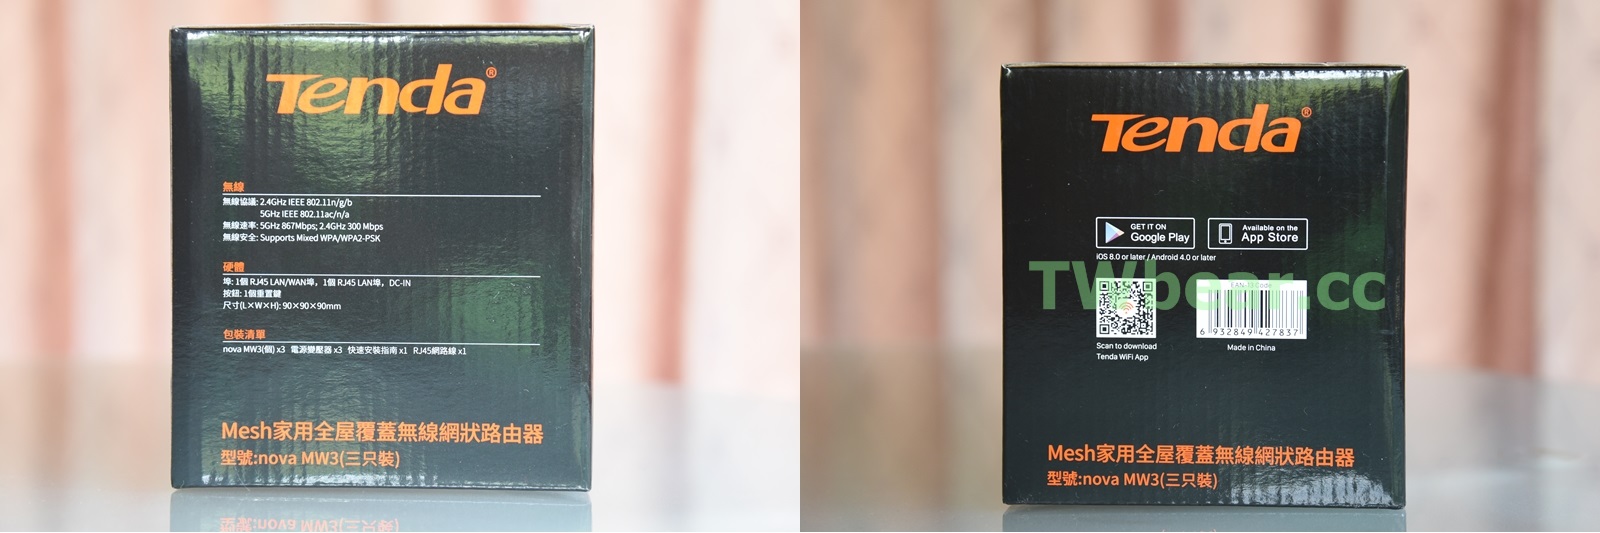 Tenda®
無線
無線協議: 2.4GHz IEEE 802.11n/g/b
5GHz IEEE 802.11ac/n/a
無線速率: 5GHz 867Mbps; 2.4GHz 300 Mbps
無線安全: Supports Mixed WPA/WPA2-PSK
硬體
埠: 1個 RJ45 LAN/WAN埠，1個 RJ45 LAN埠，DC-IN
按鈕: 1個重置鍵
尺寸(L×W×H): 90×90×90mm
包裝清單
nova MW3(個) x3 電源變壓器 x3 快速安裝指南 x1 RJ45網路線 x1
Mesh家用全屋覆蓋無線網狀路由器
型號:nova MW3(三只裝)
Tenda®
GET IT ON
Google Play
Available on the
App Store
iOS 8.0 or later / Android 4.0 or later
TWbear.cc
EAN-13 Code
6 932849 427837
Scan to download
Tenda WiFi App
Made in China
Mesh家用全屋覆蓋無線網狀路由器
型號:nova MW3(三只裝)